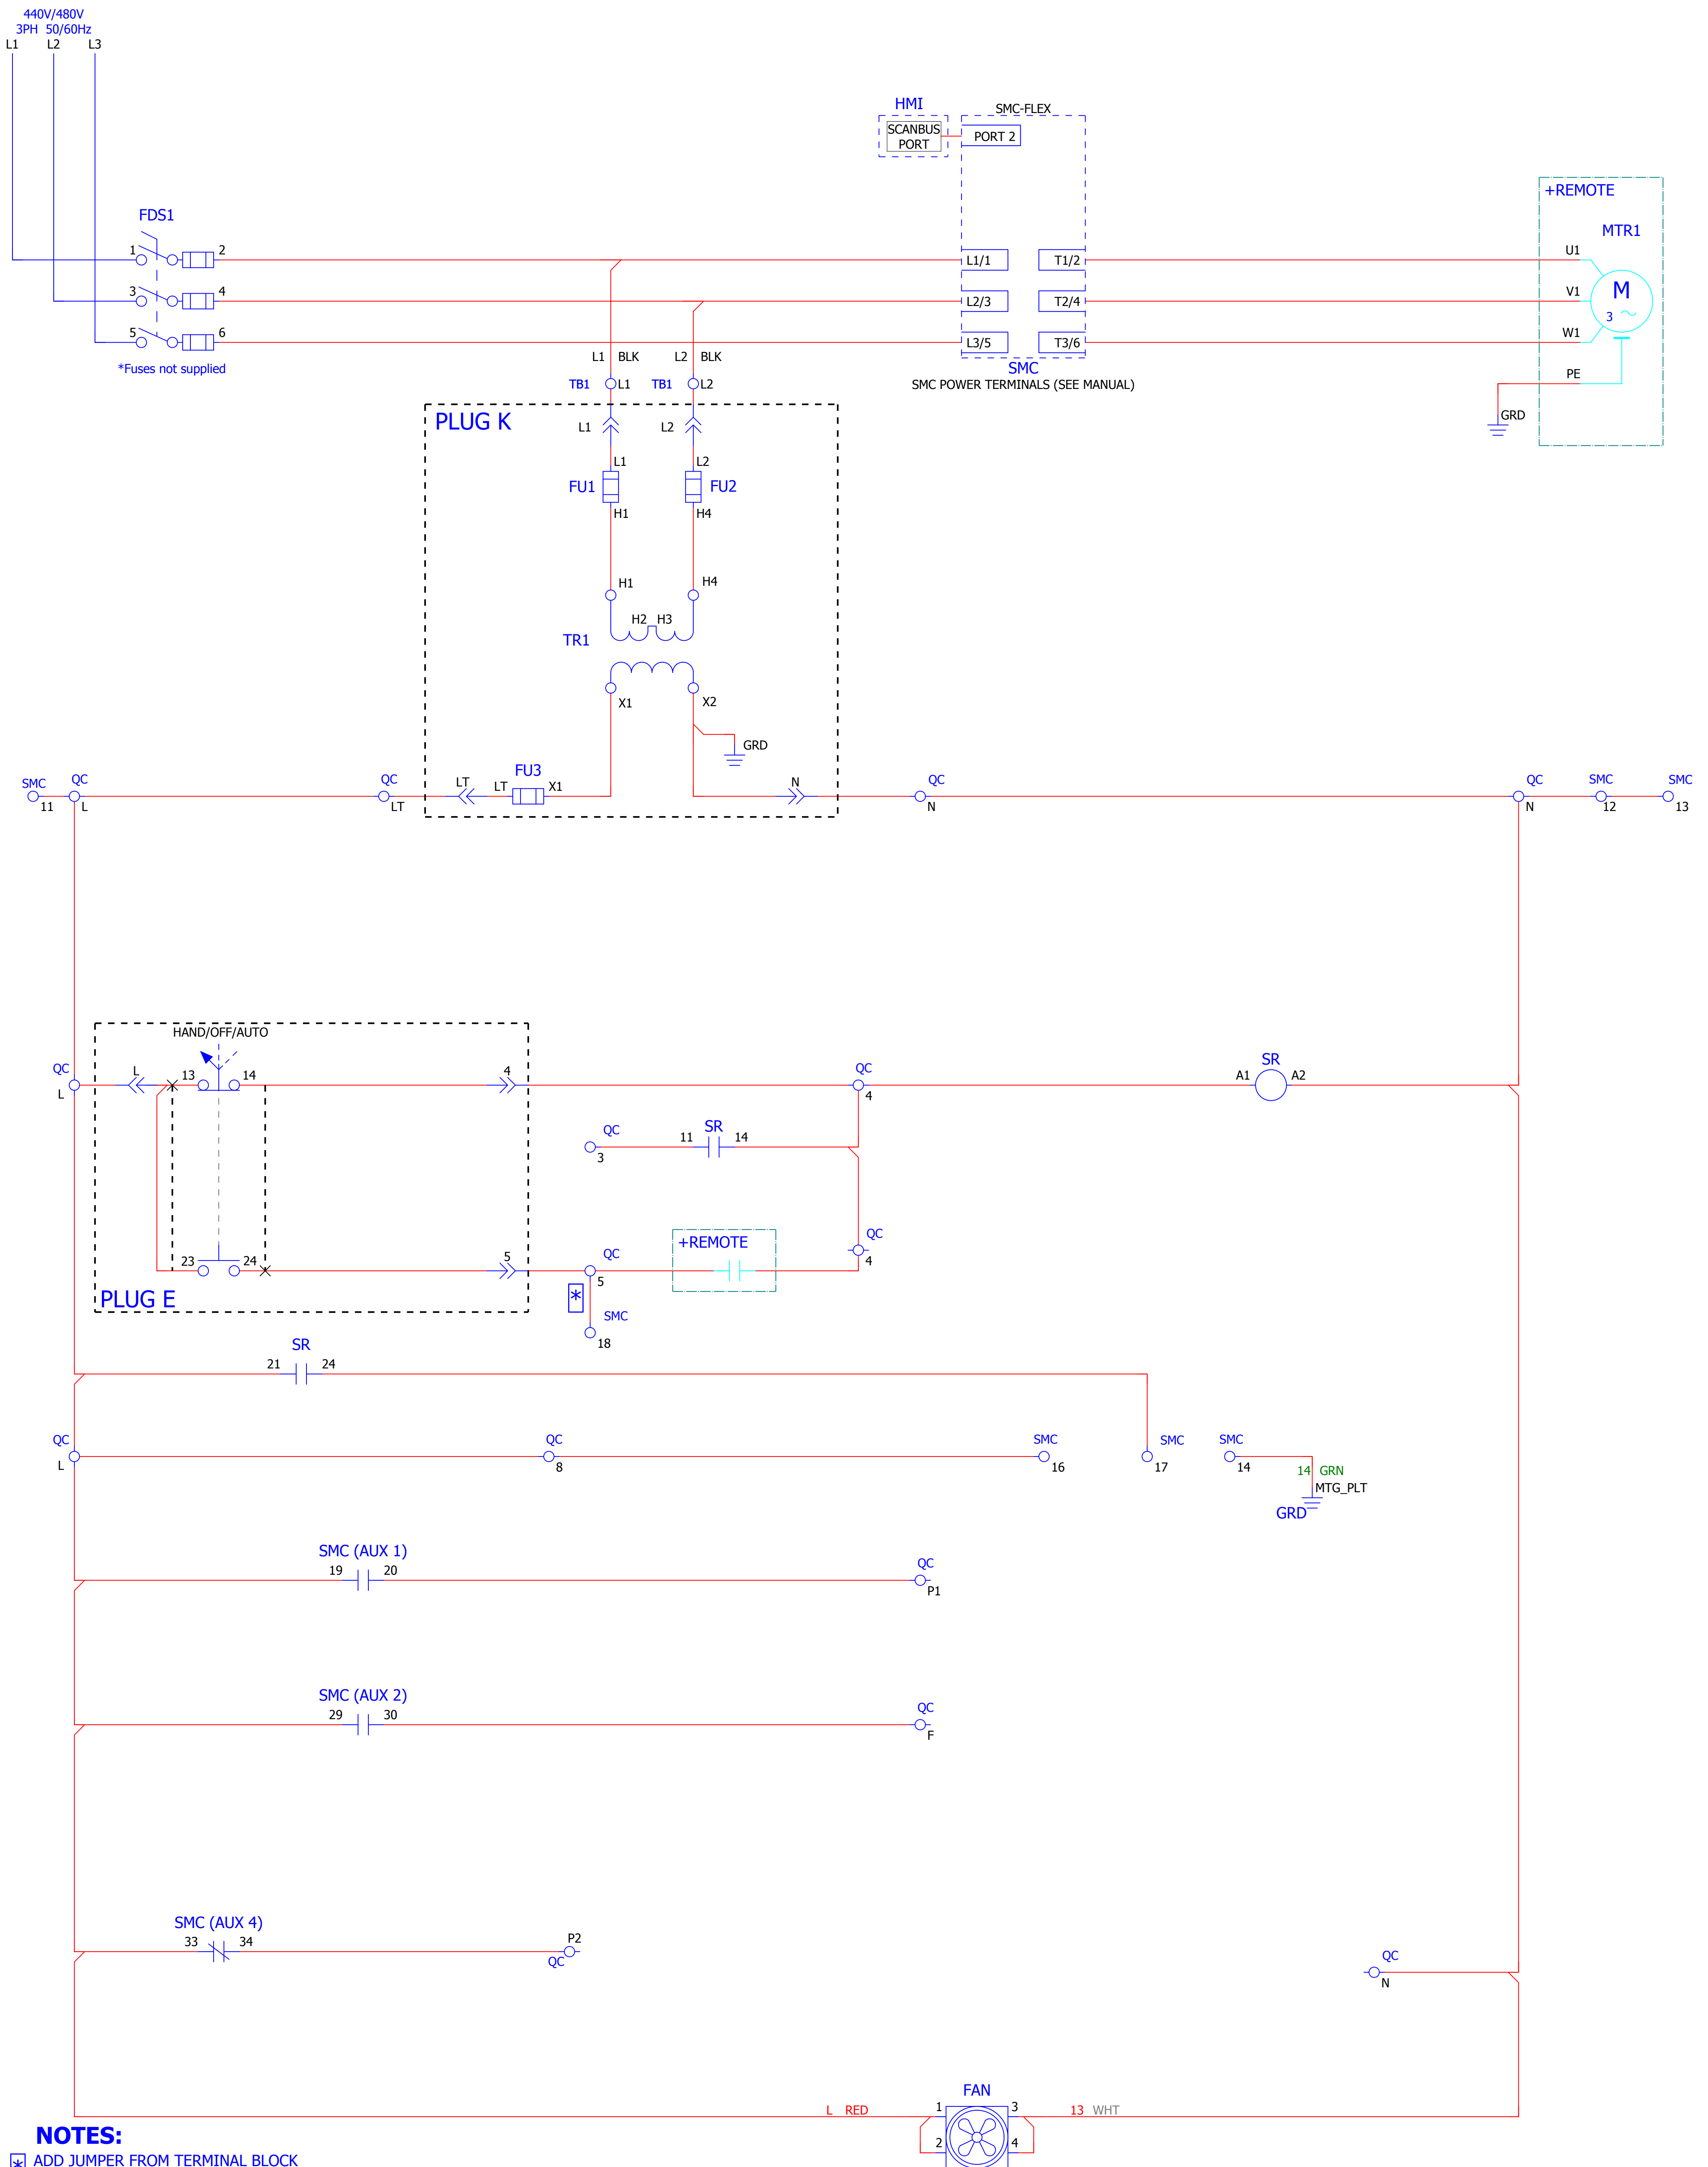 440V/480V
3PH 50/60Hz
L1 L2 L3
HMI
SMC-FLEX
SCANBUS
PORT
PORT 2
+REMOTE
MTR1
FDS1
1 2 L1/1 T1/2 U1
3 4 L2/3 T2/4 V1
M
3
5 6 L3/5 T3/6 W1
*Fuses not supplied
L1 BLK L2 BLK
SMC
SMC POWER TERMINALS (SEE MANUAL)
PE
TB1 L1 TB1 L2
GRD
PLUG K
L1 L2
L1 L2
FU1 FU2
H1 H4
H1 H4
H2 H3
TR1
X1 X2
GRD
SMC QC QC LT LT FU3 X1 N QC QC SMC SMC
11 L LT N N 12 13
HAND/OFF/AUTO
QC L 13 14 4 QC SR
L 4 A1 A2
QC 11 SR 14
3
+REMOTE
QC
4
23 24 5 QC
5
PLUG E
*
SMC
18
SR
21 24
QC QC SMC SMC SMC
L 8 16 17 14
14 GRN
MTG_PLT
GRD
SMC (AUX 1)
19 20 QC
P1
SMC (AUX 2)
29 30 QC
F
SMC (AUX 4)
33 34 P2
QC
QC
N
FAN
L RED 1 3 13 WHT
2 4
NOTES:
* ADD JUMPER FROM TERMINAL BLOCK